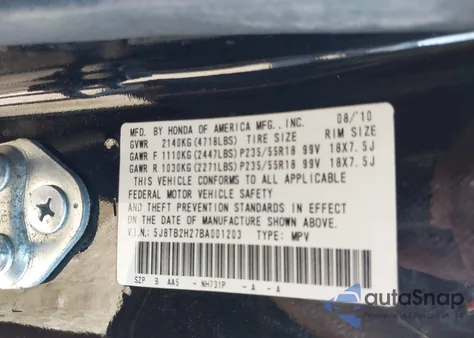 MFD. BY HONDA OF AMERICA MFG., INC. 08/'10
GVWR 2140KG (4718LBS) TIRE SIZE RIM SIZE
GAWR F 1110KG (2447LBS) P235/55R18 99V 18X7.5J
GAWR R 1030KG (2271LBS) P235/55R18 99V 18X7.5J
THIS VEHICLE CONFORMS TO ALL APPLICABLE
FEDERAL MOTOR VEHICLE SAFETY
AND THEFT PREVENTION STANDARDS IN EFFECT ON
THE DATE OF MANUFACTURE SHOWN ABOVE.
V.I.N.: 5J8TB2H27BA001203 TYPE: MPV
SZP B AA5 - NH731P - A - A
autaSnap